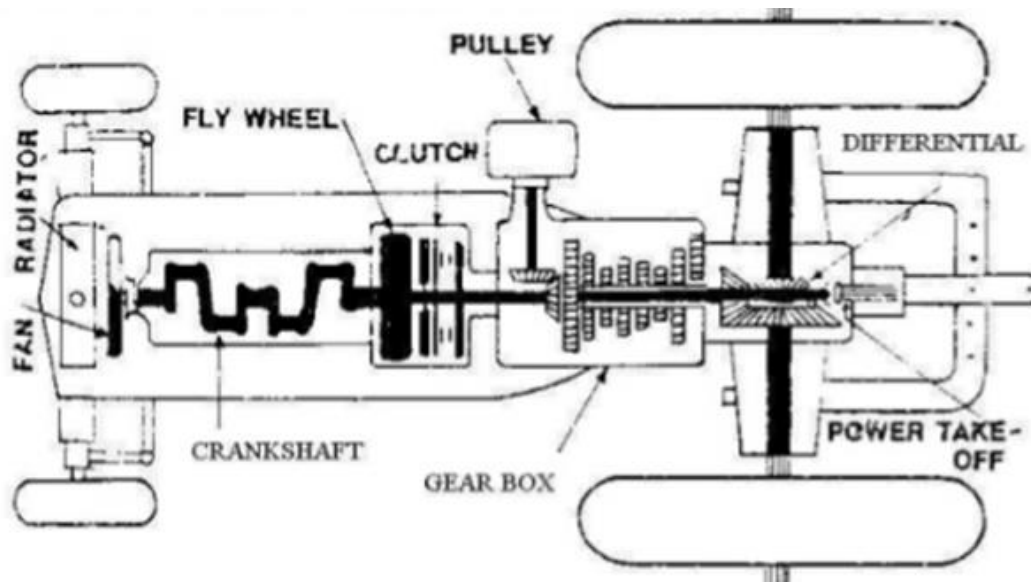 PULLEY
FLY WHEEL
CLUTCH
DIFFERENTIAL
FAN RADIATOR
CRANKSHAFT
GEAR BOX
POWER TAKE-
OFF